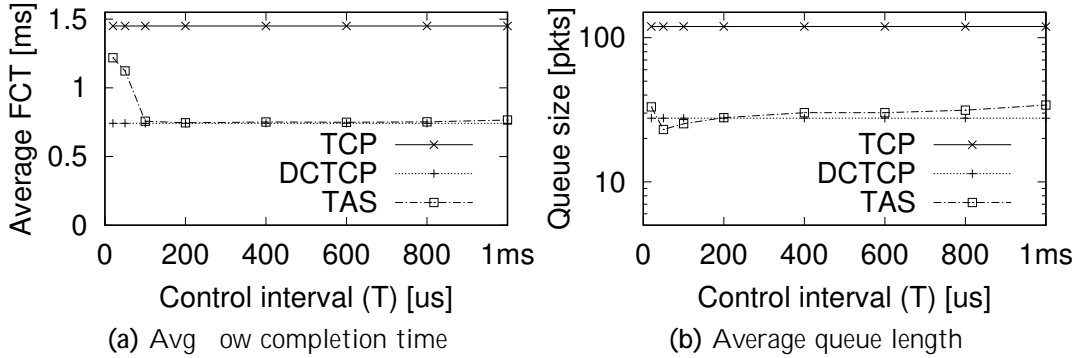 1.5
1
0.5
0
Average FCT [ms]
TCP
DCTCP
TAS
0 200 400 600 800 1ms
Control interval (T) [us]
(a) Avg ow completion time
100
10
Queue size [pkts]
TCP
DCTCP
TAS
0 200 400 600 800 1ms
Control interval (T) [us]
(b) Average queue length